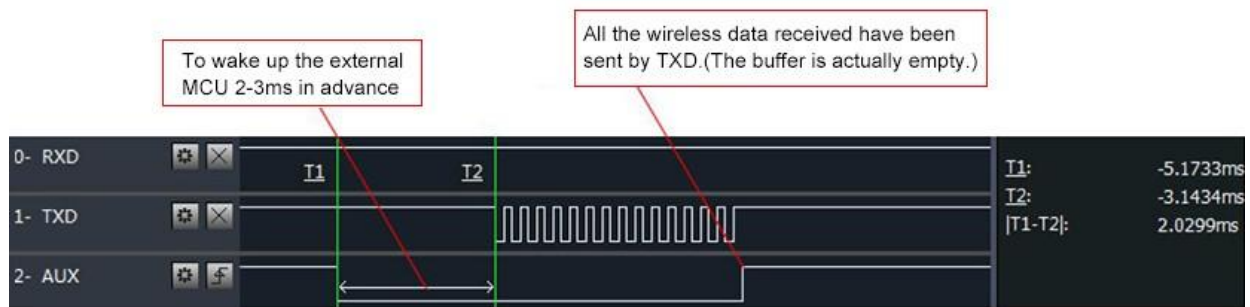 To wake up the external
MCU 2-3ms in advance
All the wireless data received have been
sent by TXD.(The buffer is actually empty.)
0- RXD
T1
T2
1- TXD
2- AUX
T1: -5.1733ms
T2: -3.1434ms
|T1-T2|: 2.0299ms